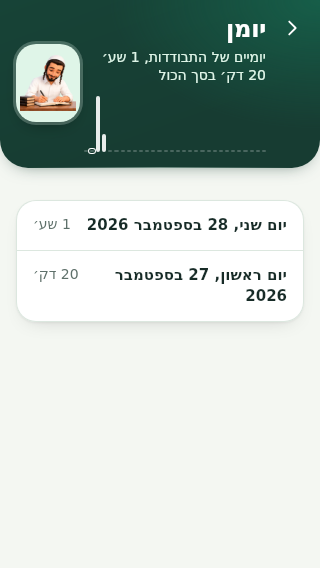 יומן
יומיים של התבודדות, 1 שע׳
20 דק׳ בסך הכול
יום שני, 28 בספטמבר 2026
1 שע׳
יום ראשון, 27 בספטמבר
2026
20 דק׳